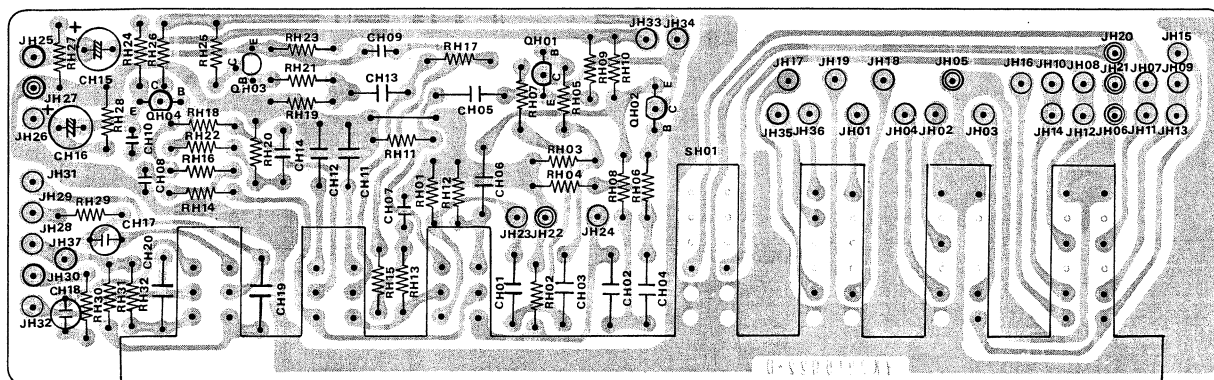 JH25
RH27
+
CH15
RH24
RH26
RH25
C
E
B
QH03
RH23
RH21
RH19
CH09
CH13
RH17
CH05
QH01
B
C
E
RH07
RH05
RH09
RH10
JH33
JH34
QH02
E
C
B
JH17
JH19
JH18
JH05
JH16
JH10
JH08
JH20
JH21
JH07
JH15
JH09
JH27
+
JH26
CH16
RH28
C
B
E
QH04
CH10
CH08
RH18
RH22
RH16
RH14
RH20
CH14
CH12
CH11
RH11
CH07
RH01
RH12
CH06
RH03
RH04
RH08
RH06
SH01
JH35
JH36
JH01
JH04
JH02
JH03
JH14
JH12
JH06
JH11
JH13
JH31
JH29
JH28
RH29
CH17
JH37
JH30
CH18
JH32
RH30
RH31
RH32
CH20
CH19
RH15
RH13
JH23
JH22
JH24
CH01
RH02
CH03
CH02
CH04